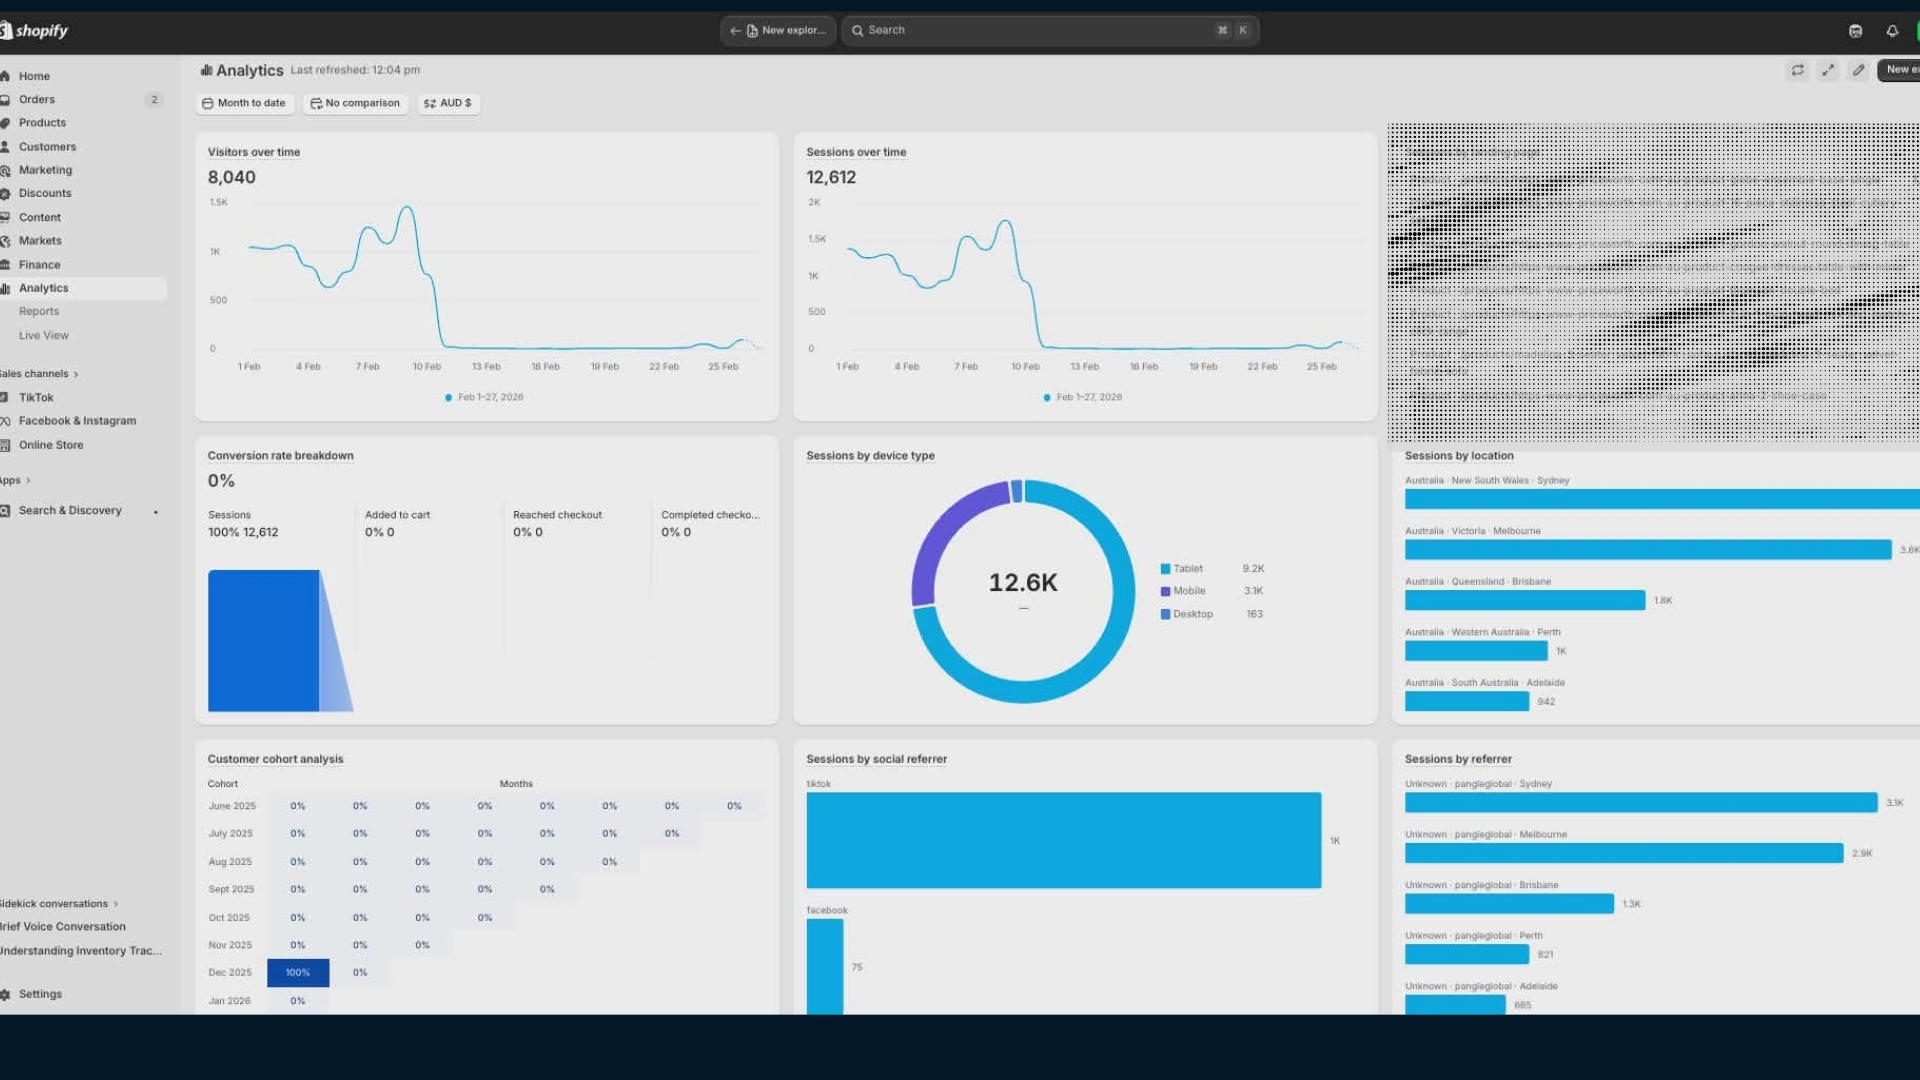 shopify
New explor...
Search
⌘ K
Home
Orders 2
Products
Customers
Marketing
Discounts
Content
Markets
Finance
Analytics
Reports
Live View
ales channels >
TikTok
Facebook & Instagram
Online Store
pps >
Search & Discovery
idekick conversations >
rief Voice Conversation
nderstanding Inventory Trac...
Settings
Analytics Last refreshed: 12:04 pm
New e
Month to date
No comparison
AUD $
Visitors over time
8,040
1.5K
1K
500
0
1 Feb 4 Feb 7 Feb 10 Feb 13 Feb 16 Feb 19 Feb 22 Feb 25 Feb
Feb 1–27, 2026
Sessions over time
12,612
2K
1.5K
1K
500
0
1 Feb 4 Feb 7 Feb 10 Feb 13 Feb 16 Feb 19 Feb 22 Feb 25 Feb
Feb 1–27, 2026
Conversion rate breakdown
0%
Sessions
100% 12,612
Added to cart
0% 0
Reached checkout
0% 0
Completed checko...
0% 0
Sessions by device type
12.6K
—
Tablet 9.2K
Mobile 3.1K
Desktop 163
Sessions by location
Australia · New South Wales · Sydney
Australia · Victoria · Melbourne
3.6K
Australia · Queensland · Brisbane
1.8K
Australia · Western Australia · Perth
1K
Australia · South Australia · Adelaide
942
Customer cohort analysis
Cohort Months
June 2025 0% 0% 0% 0% 0% 0% 0% 0%
July 2025 0% 0% 0% 0% 0% 0% 0%
Aug 2025 0% 0% 0% 0% 0% 0%
Sept 2025 0% 0% 0% 0% 0%
Oct 2025 0% 0% 0% 0%
Nov 2025 0% 0% 0%
Dec 2025 100% 0%
Jan 2026 0%
Sessions by social referrer
tiktok
1K
facebook
75
Sessions by referrer
Unknown · pangleglobal · Sydney
3.1K
Unknown · pangleglobal · Melbourne
2.9K
Unknown · pangleglobal · Brisbane
1.3K
Unknown · pangleglobal · Perth
821
Unknown · pangleglobal · Adelaide
685